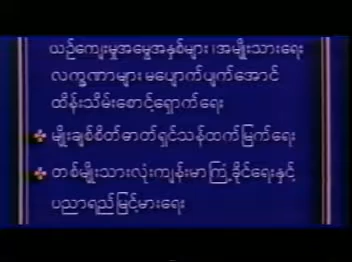 ယဉ်ကျေးမှုအမွေအနှစ်များ ၊အမျိုးသားရေး
လက္ခဏာများ မပျောက်ပျက်အောင်
ထိန်းသိမ်းစောင့်ရှောက်ရေး
မျိုးချစ်စိတ်ဓာတ်ရှင်သန်ထက်မြက်ရေး
တစ်မျိုးသားလုံးကျန်းမာကြံ့ခိုင်ရေးနှင့်
ပညာရည်မြင့်မားရေး